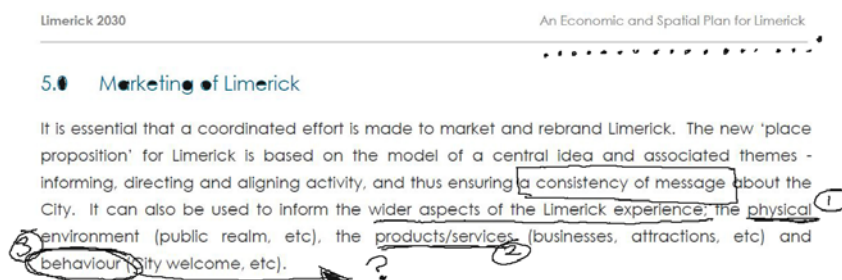 Limerick 2030 An Economic and Spatial Plan for Limerick
Marketing of Limerick
It is essential that a coordinated effort is made to market and rebrand Limerick. The new 'place
proposition' for Limerick is based on the model of a central idea and associated themes -
informing, directing and aligning activity, and thus ensuring a consistency of message about the
City. It can also be used to inform the wider aspects of the Limerick experience; the physical 1
3 environment (public realm, etc), the products/services (businesses, attractions, etc) and
behaviour (City welcome, etc). ? 2